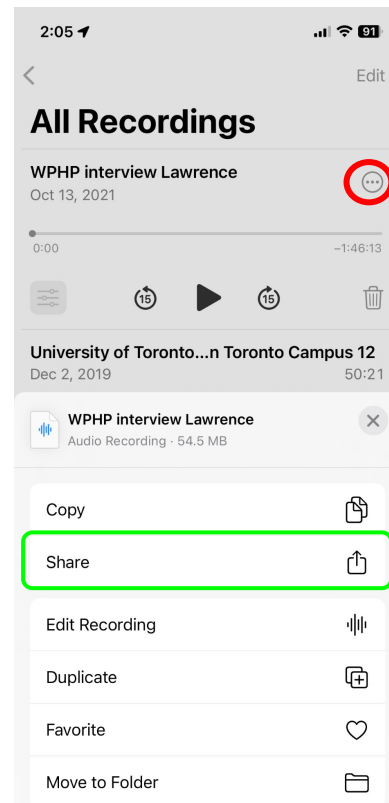 2:05
91
Edit
All Recordings
WPHP interview Lawrence
Oct 13, 2021
0:00
−1:46:13
15
15
University of Toronto...n Toronto Campus 12
Dec 2, 2019
50:21
WPHP interview Lawrence
Audio Recording · 54.5 MB
Copy
Share
Edit Recording
Duplicate
Favorite
Move to Folder